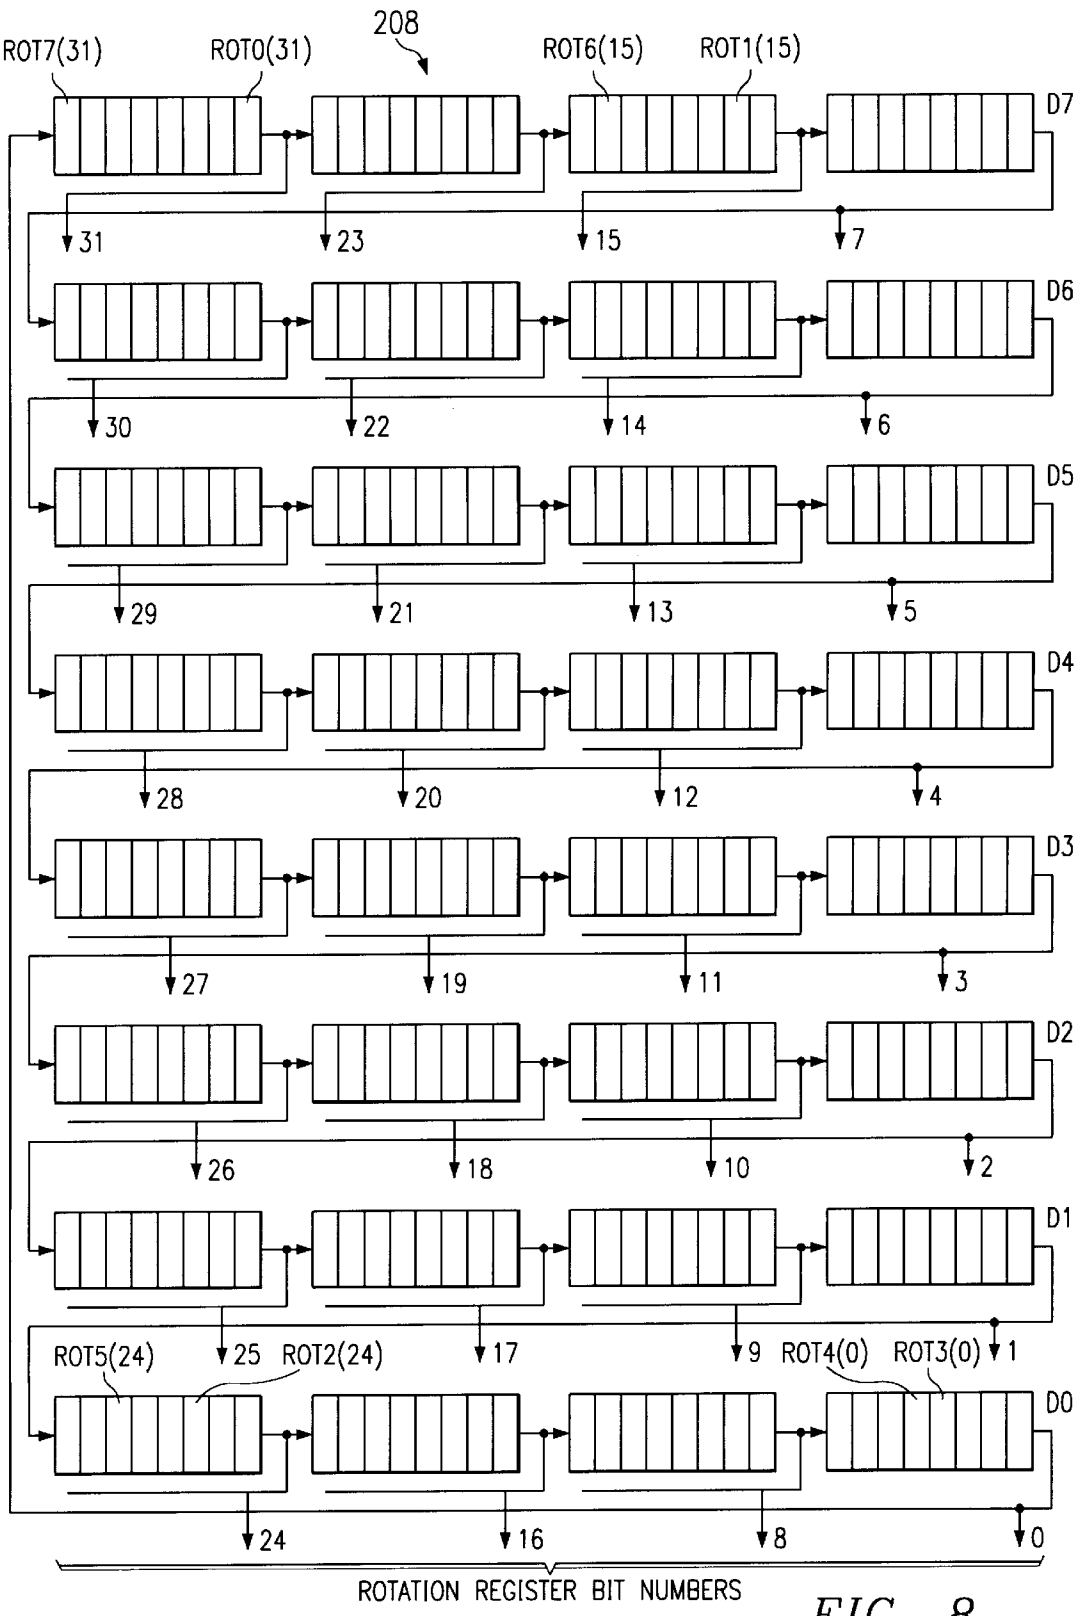 208
ROT7(31) ROT0(31) ROT6(15) ROT1(15)
D7
31 23 15 7
D6
30 22 14 6
D5
29 21 13 5
D4
28 20 12 4
D3
27 19 11 3
D2
26 18 10 2
D1
25 17 9 1
ROT5(24) ROT2(24) ROT4(0) ROT3(0)
D0
24 16 8 0
ROTATION REGISTER BIT NUMBERS
FIG. 8